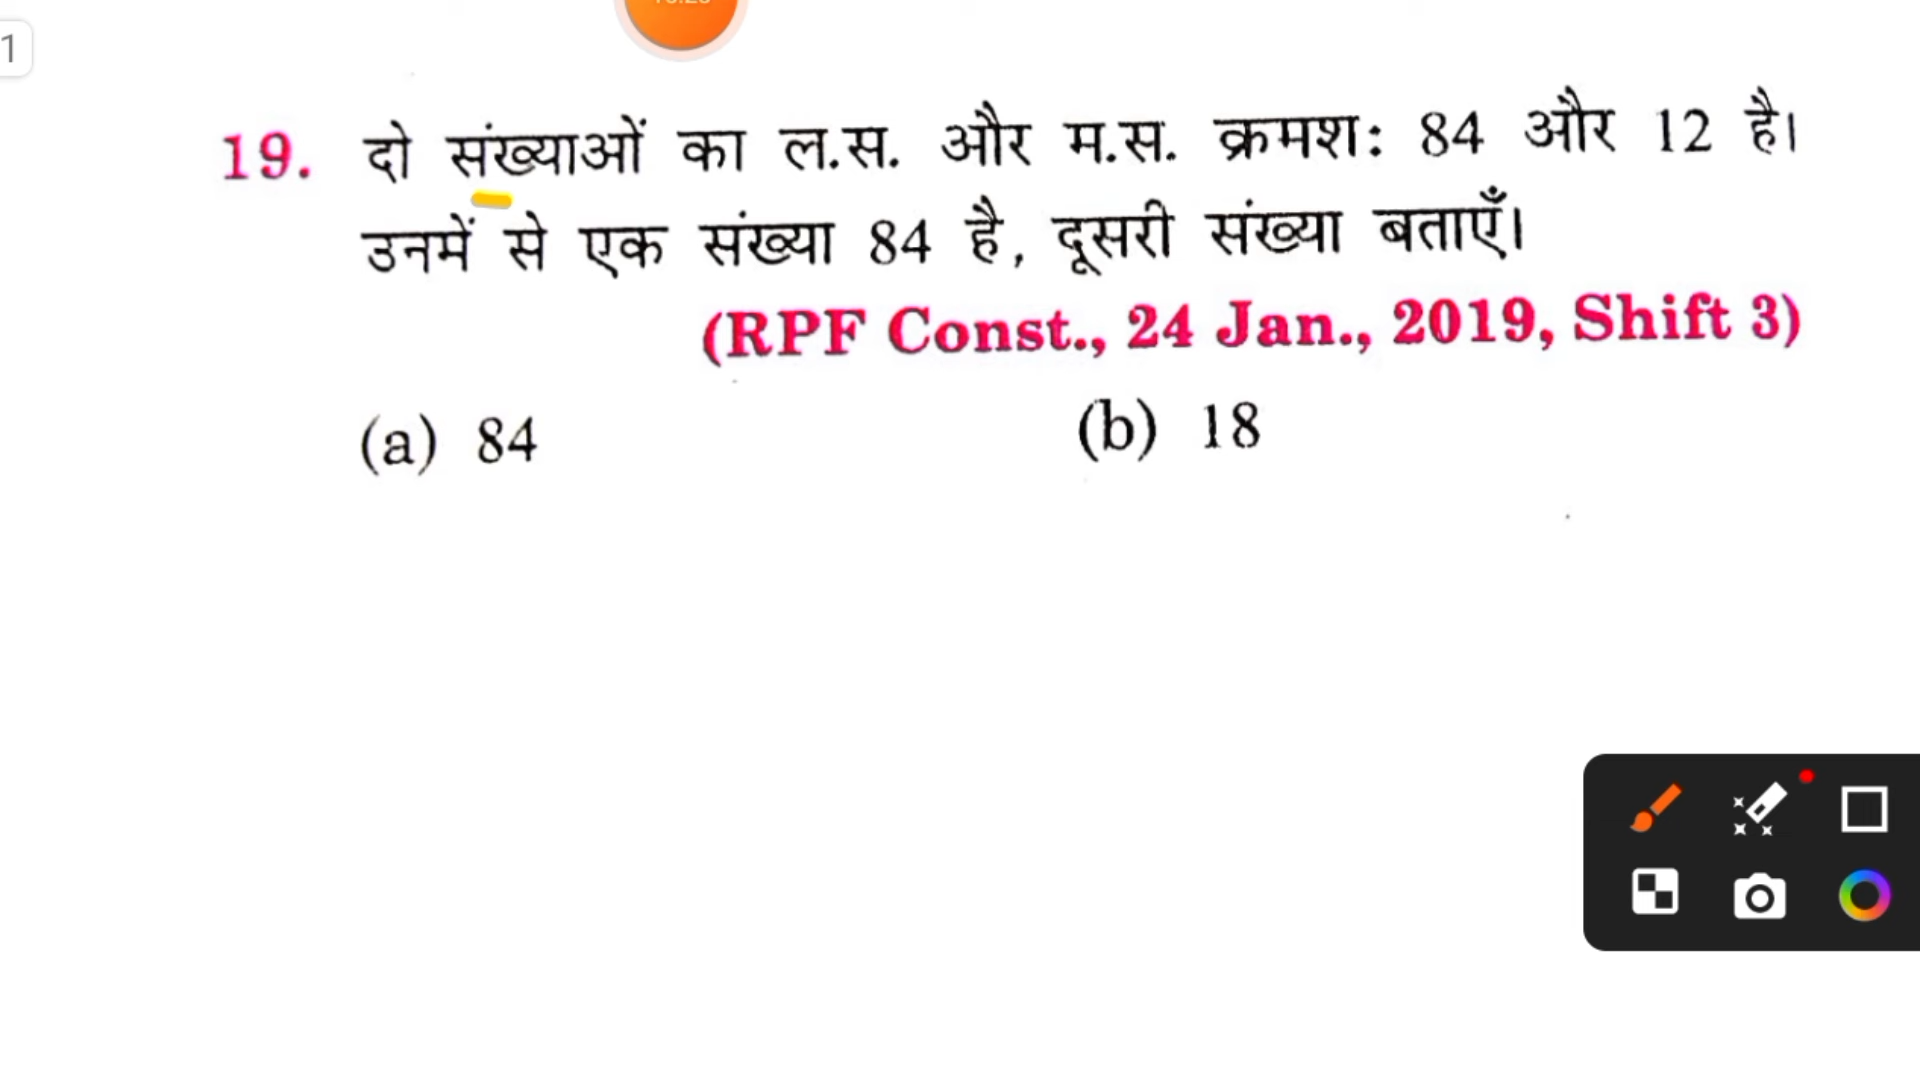 1
19. दो संख्याओं का ल.स. और म.स. क्रमश: 84 और 12 है।
उनमें से एक संख्या 84 है, दूसरी संख्या बताएँ।
(RPF Const., 24 Jan., 2019, Shift 3)
(a) 84 (b) 18